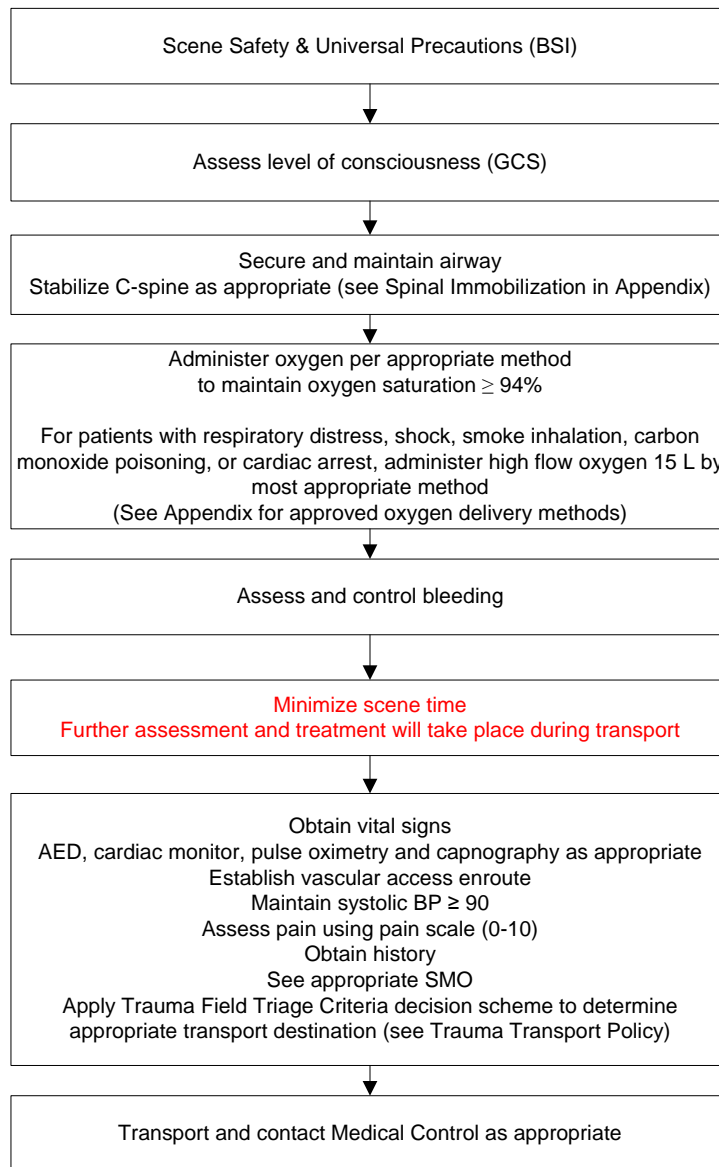 Scene Safety & Universal Precautions (BSI)
Assess level of consciousness (GCS)
Secure and maintain airway
Stabilize C-spine as appropriate (see Spinal Immobilization in Appendix)
Administer oxygen per appropriate method
to maintain oxygen saturation ≥ 94%
For patients with respiratory distress, shock, smoke inhalation, carbon
monoxide poisoning, or cardiac arrest, administer high flow oxygen 15 L by
most appropriate method
(See Appendix for approved oxygen delivery methods)
Assess and control bleeding
Minimize scene time
Further assessment and treatment will take place during transport
Obtain vital signs
AED, cardiac monitor, pulse oximetry and capnography as appropriate
Establish vascular access enroute
Maintain systolic BP ≥ 90
Assess pain using pain scale (0-10)
Obtain history
See appropriate SMO
Apply Trauma Field Triage Criteria decision scheme to determine
appropriate transport destination (see Trauma Transport Policy)
Transport and contact Medical Control as appropriate